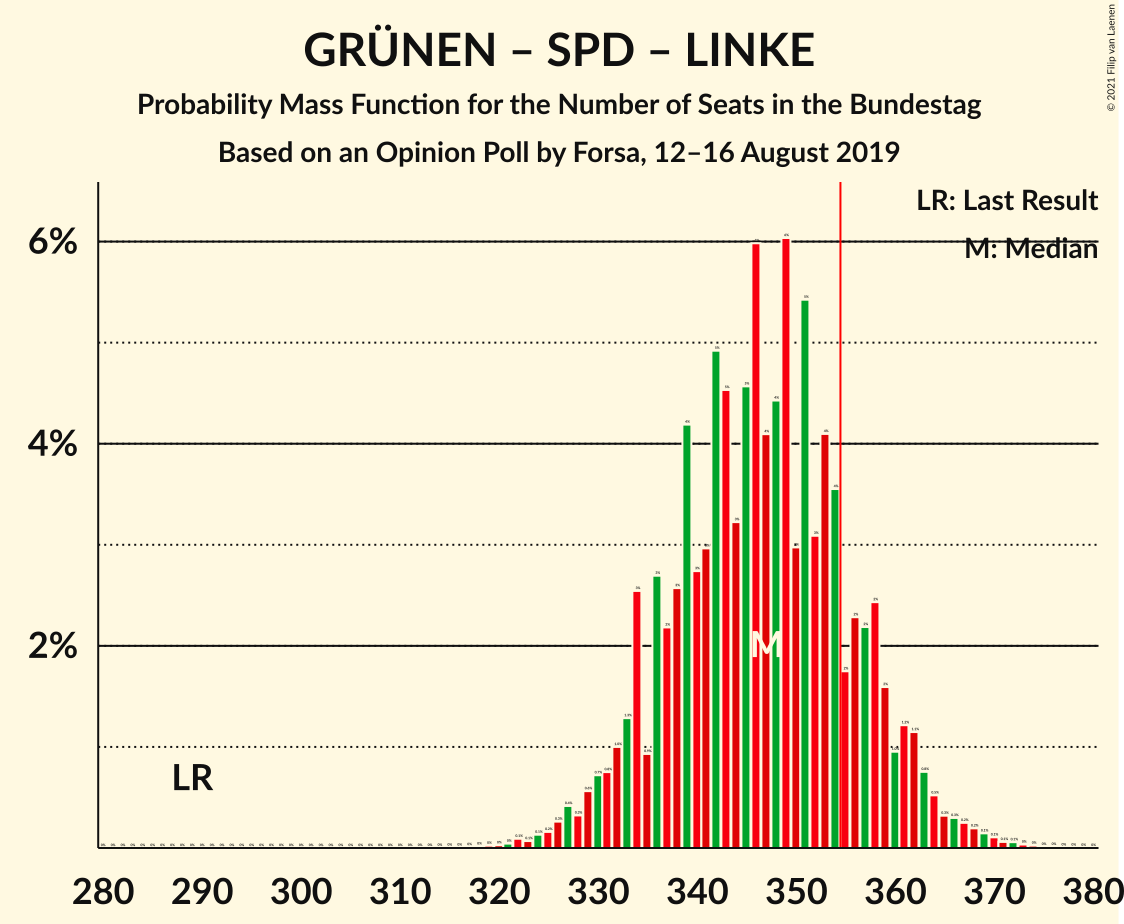 GRÜNEN – SPD – LINKE
Probability Mass Function for the Number of Seats in the Bundestag
Based on an Opinion Poll by Forsa, 12–16 August 2019
© 2021 Filip van Laenen
LR: Last Result
M: Median
6%
4%
2%
M
LR
280 290 300 310 320 330 340 350 360 370 380